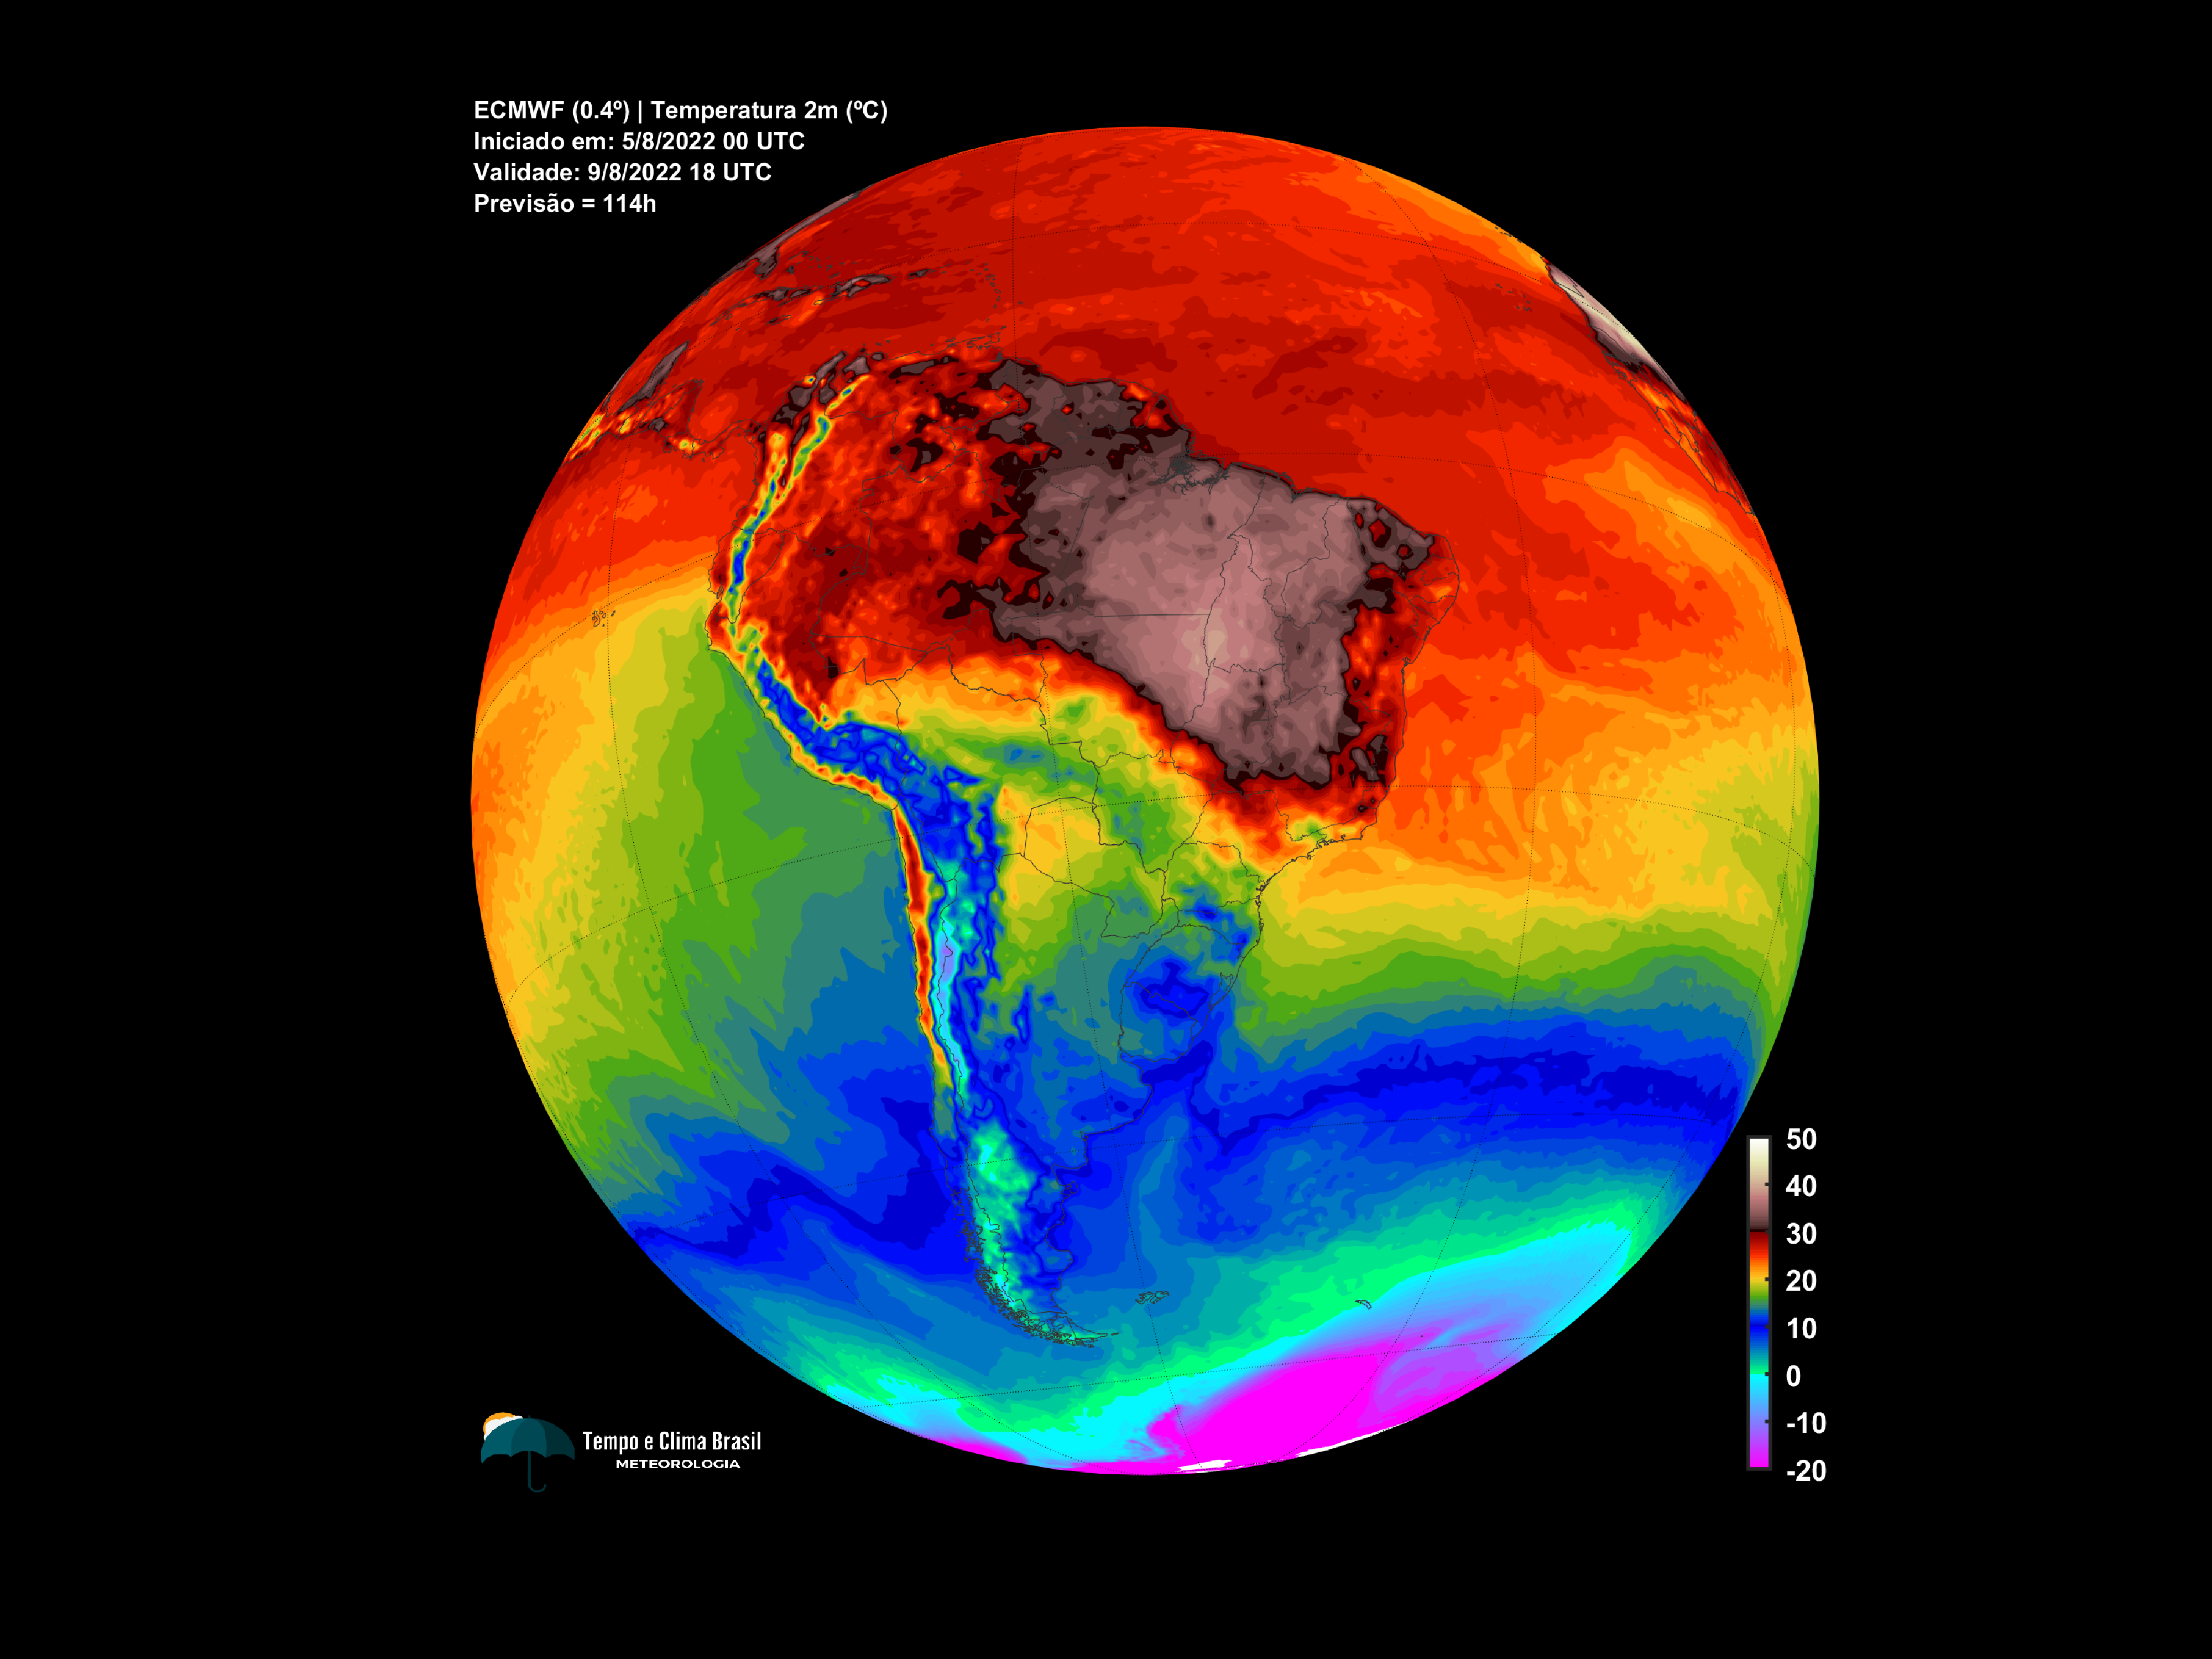 ECMWF (0.4º) | Temperatura 2m (ºC)
Iniciado em: 5/8/2022 00 UTC
Validade: 9/8/2022 18 UTC
Previsão = 114h
50
40
30
20
10
0
-10
-20
Tempo e Clima Brasil
METEOROLOGIA